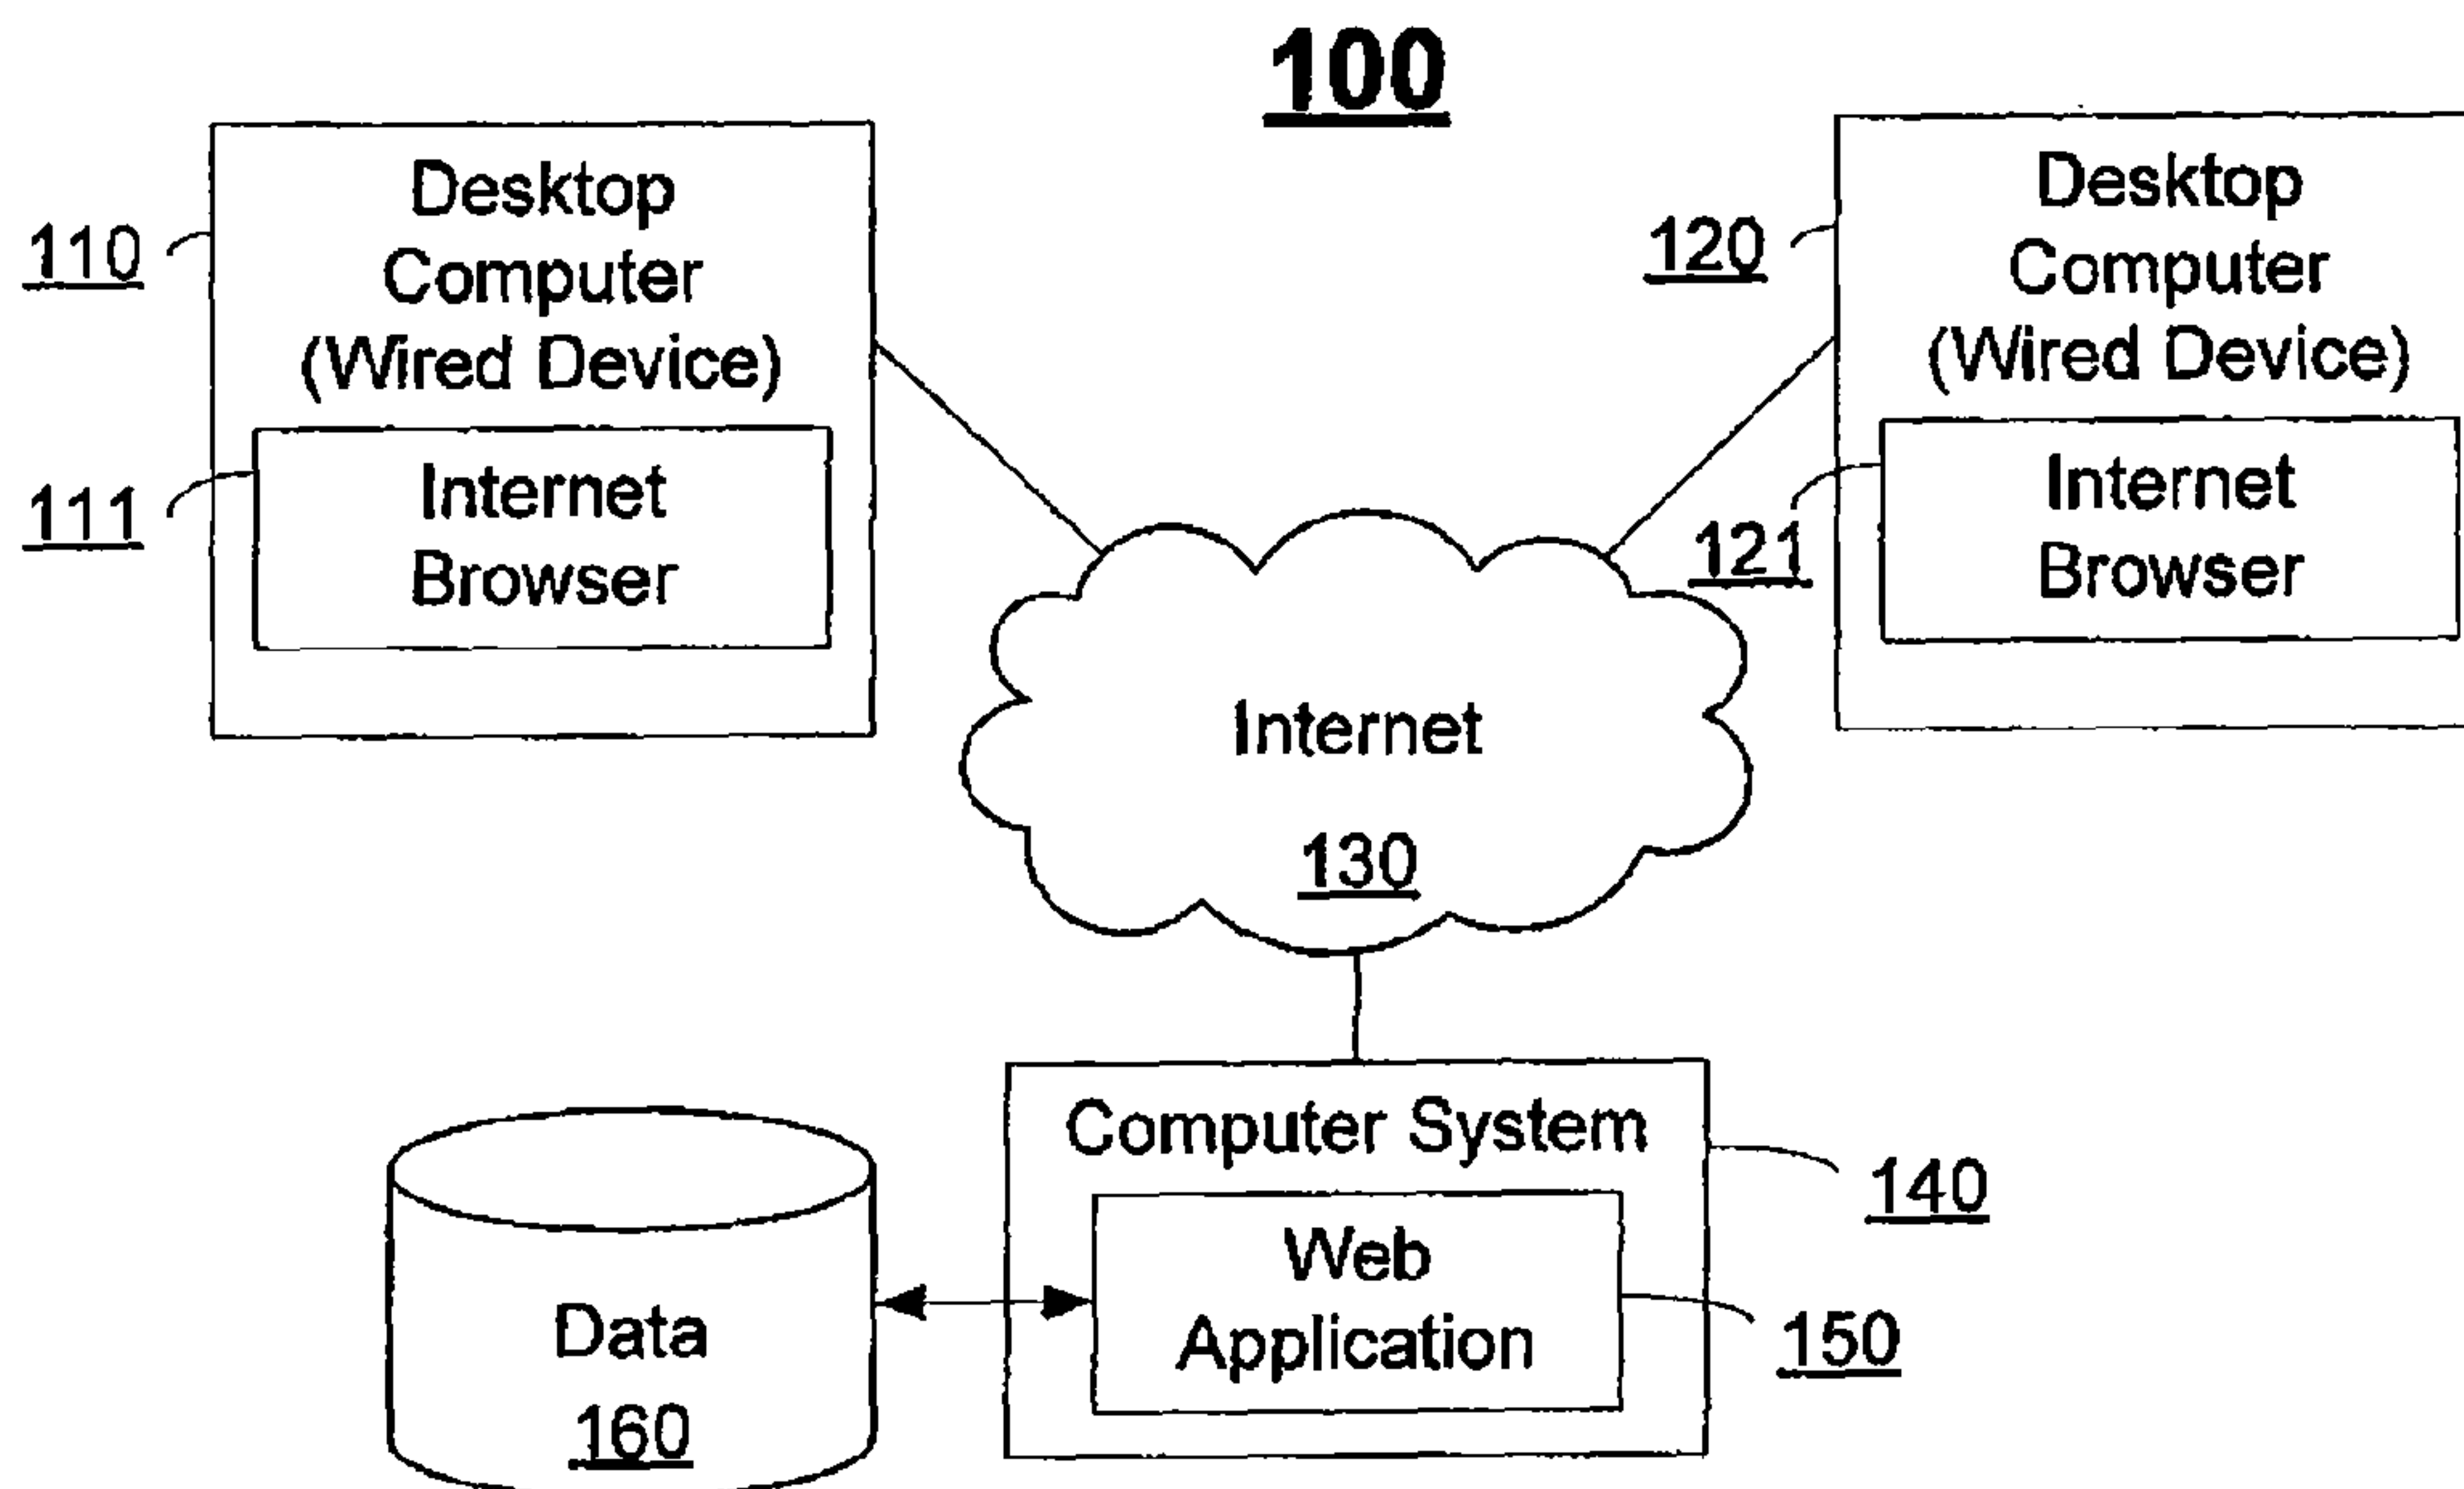 100
110
Desktop
Computer
(Wired Device)
111
Internet
Browser
120
Desktop
Computer
(Wired Device)
121
Internet
Browser
Internet
130
Computer System
140
Web
Application
150
Data
160